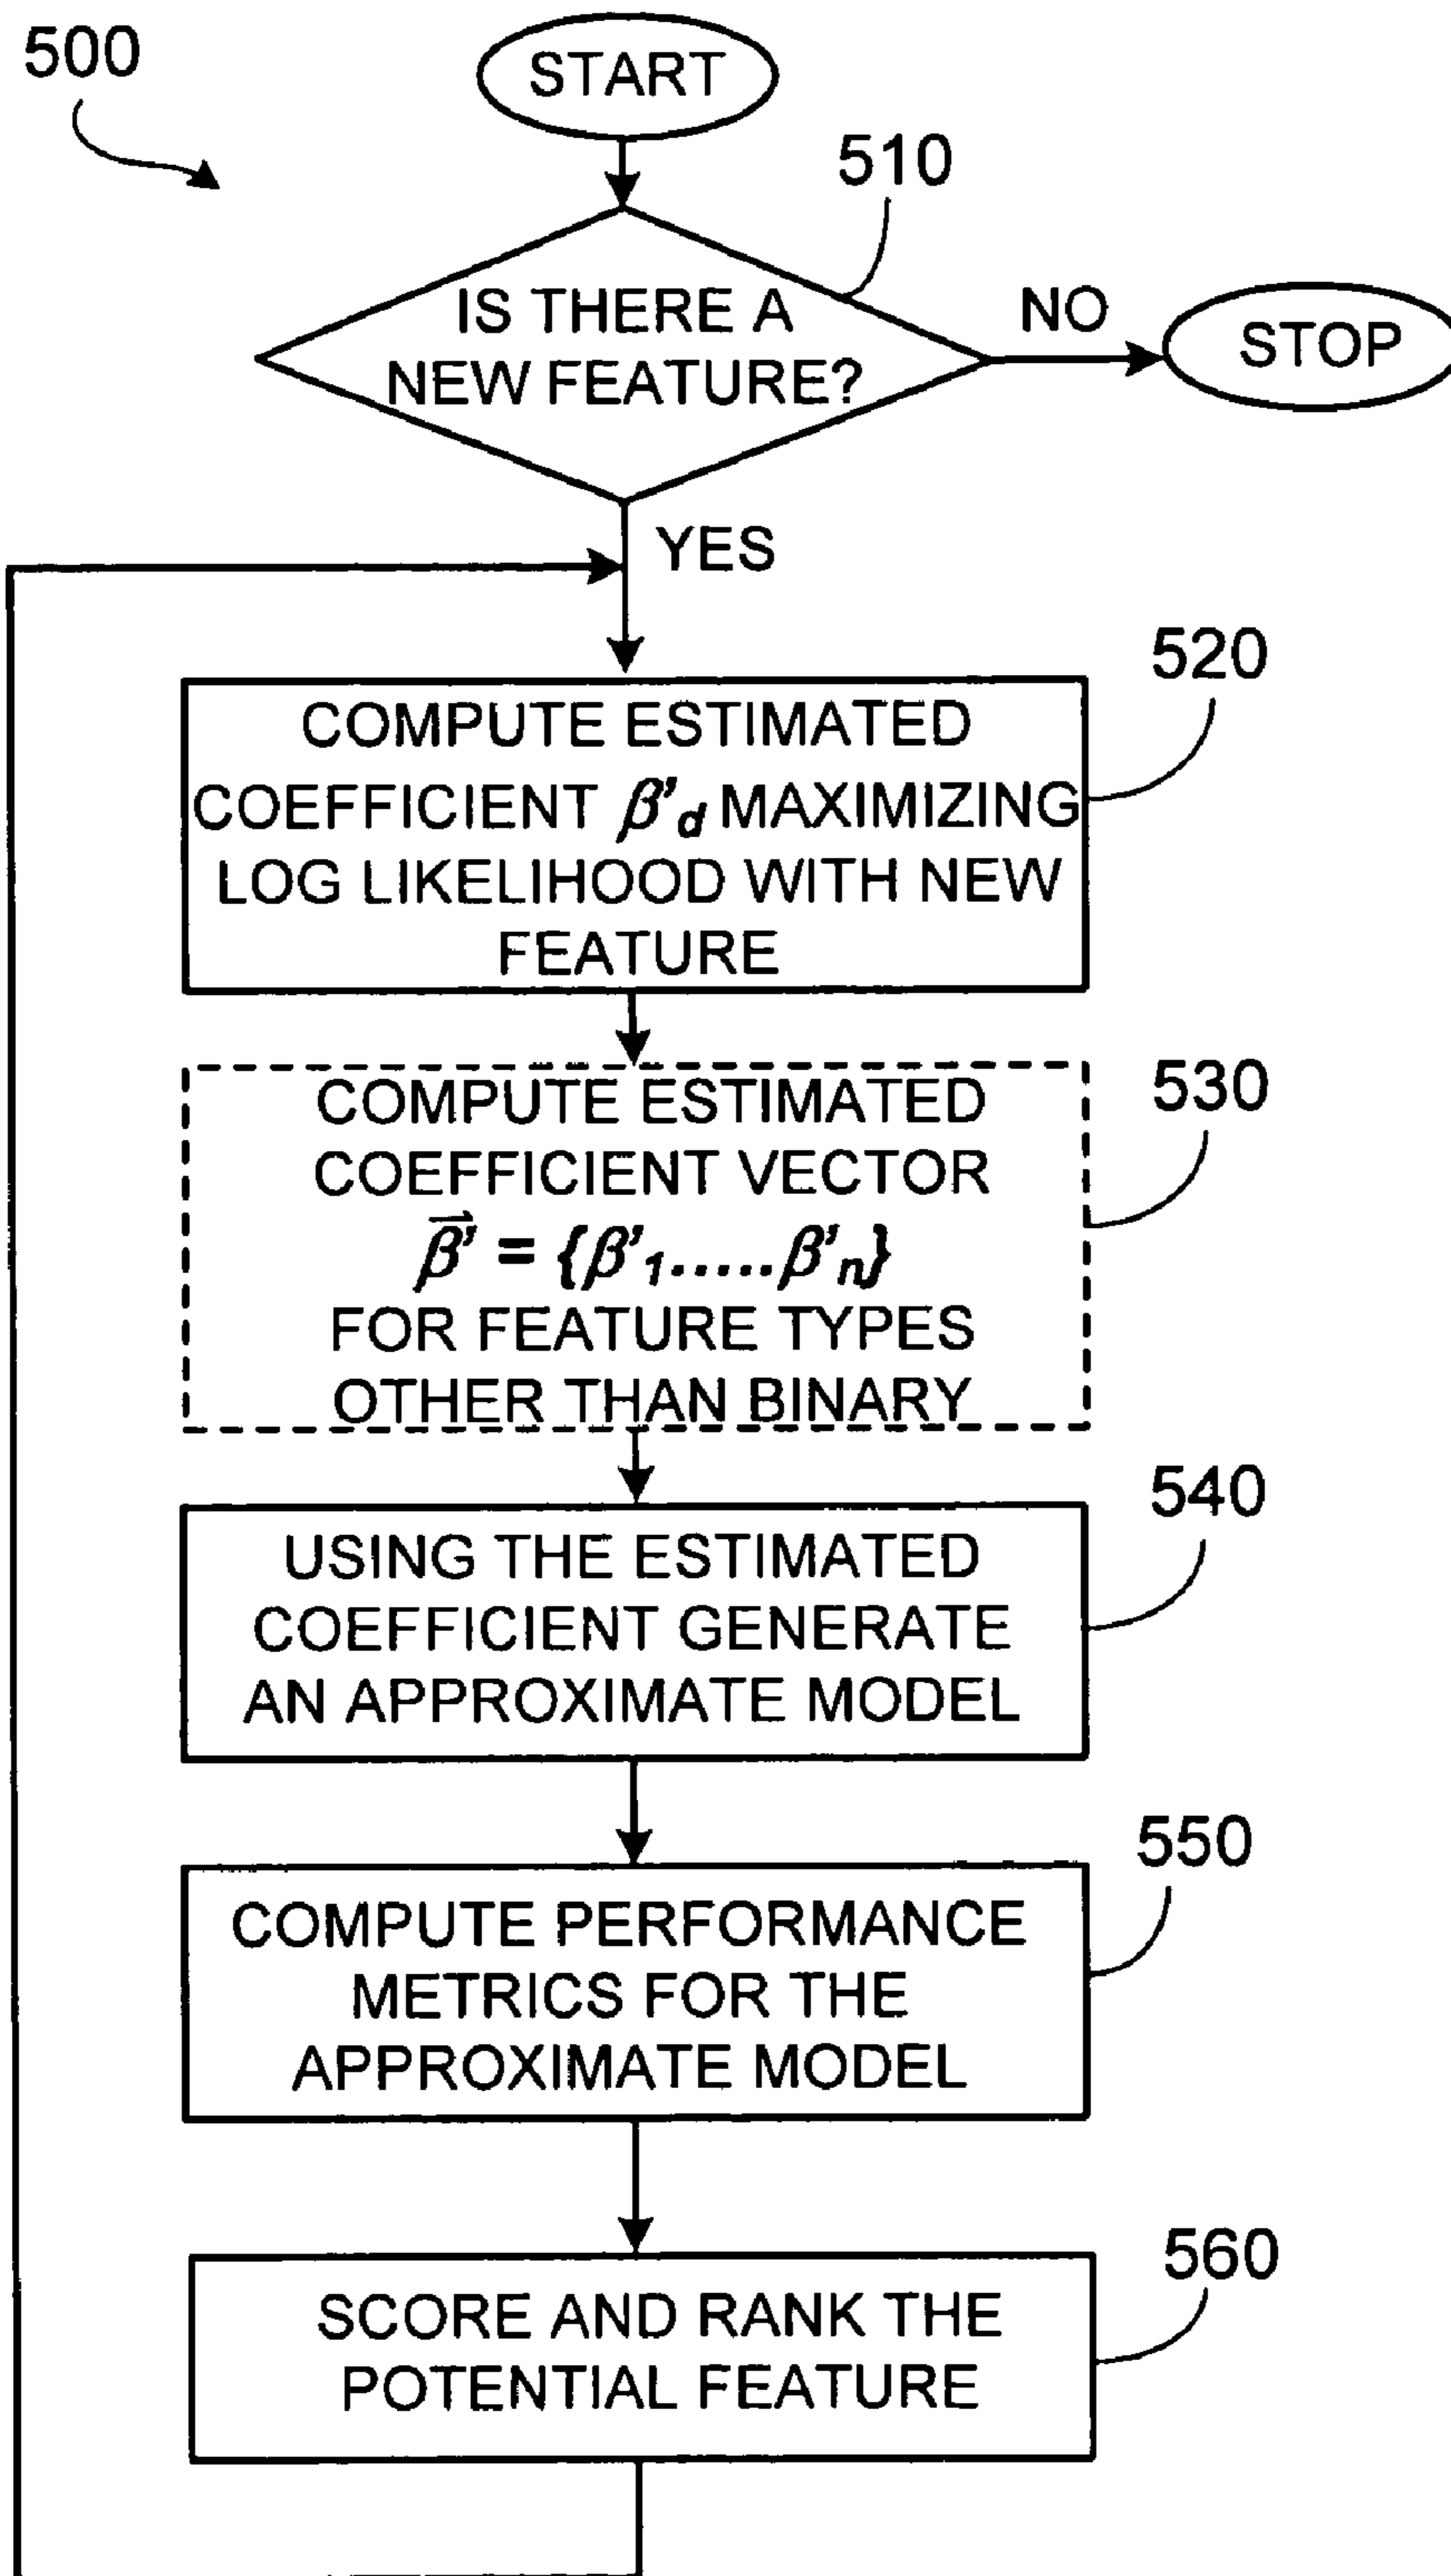 500
START
510
IS THERE A
NEW FEATURE?
NO
STOP
YES
520
COMPUTE ESTIMATED
COEFFICIENT β'd MAXIMIZING
LOG LIKELIHOOD WITH NEW
FEATURE
530
COMPUTE ESTIMATED
COEFFICIENT VECTOR
β⃗' = {β'1.....β'n}
FOR FEATURE TYPES
OTHER THAN BINARY
540
USING THE ESTIMATED
COEFFICIENT GENERATE
AN APPROXIMATE MODEL
550
COMPUTE PERFORMANCE
METRICS FOR THE
APPROXIMATE MODEL
560
SCORE AND RANK THE
POTENTIAL FEATURE